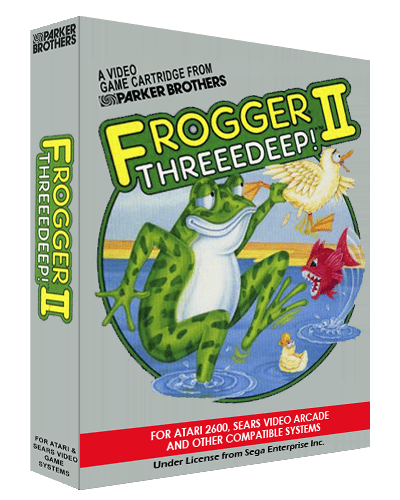 PARKER
BROTHERS
FROGGER II
THREEEDEEP!
FOR ATARI &
SEARS VIDEO
GAME
SYSTEMS
A VIDEO
GAME CARTRIDGE FROM
PARKER BROTHERS
FROGGER II
THREEEDEEP!
FOR ATARI 2600, SEARS VIDEO ARCADE
AND OTHER COMPATIBLE SYSTEMS
Under License from Sega Enterprise Inc.